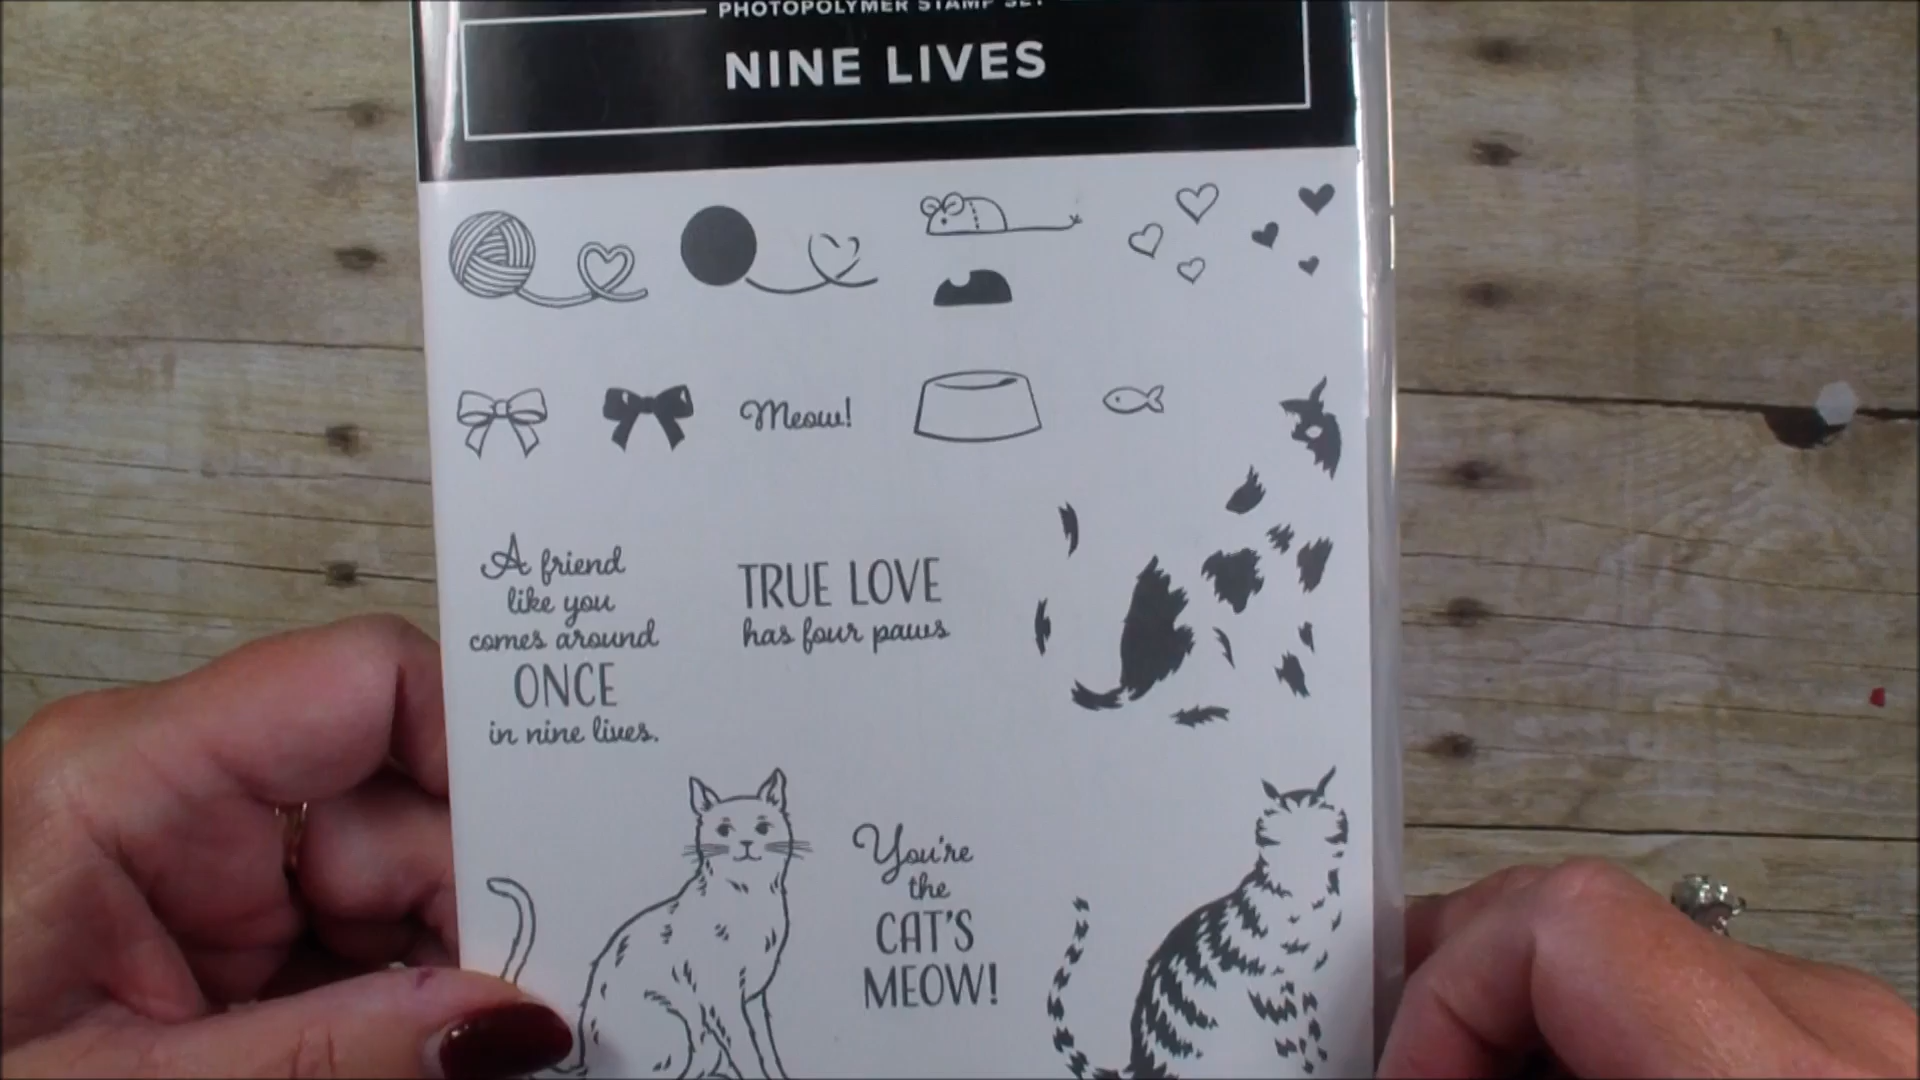 PHOTOPOLYMER STAMP SET
NINE LIVES
Meow!
A friend
like you
comes around
ONCE
in nine lives.
TRUE LOVE
has four paws
You're
the
CAT'S
MEOW!